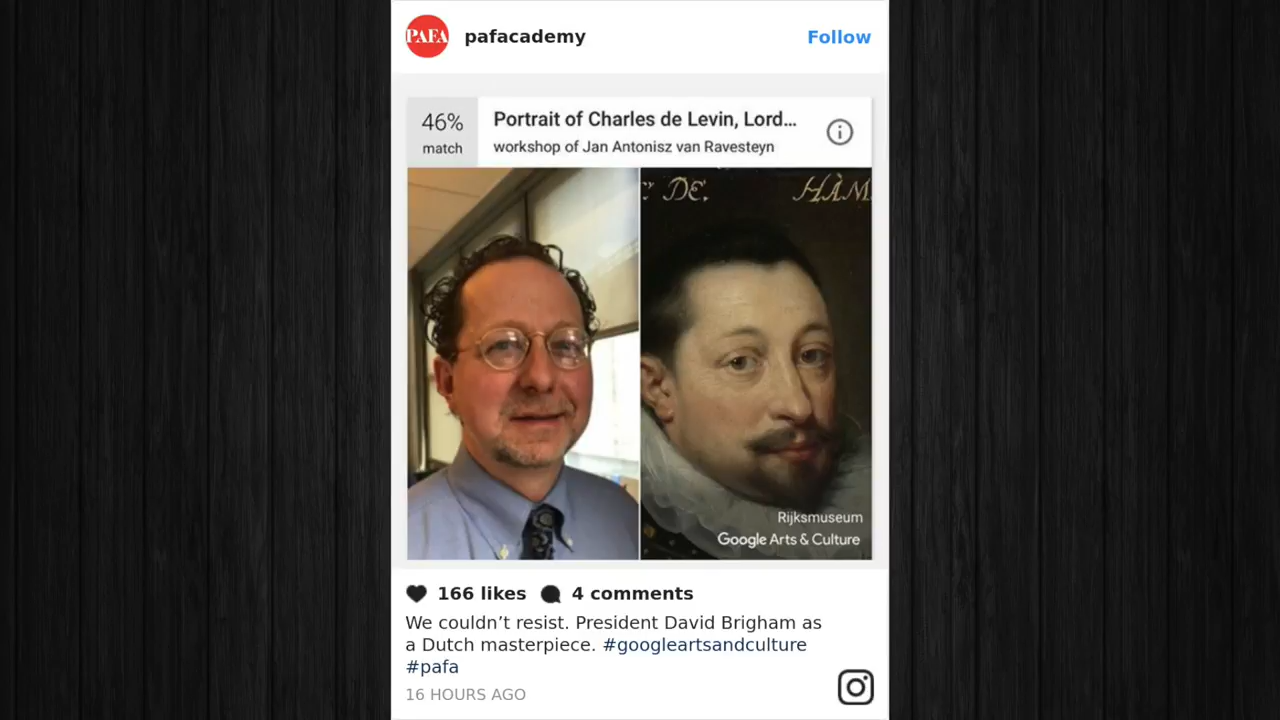 PAFA
pafacademy
Follow
46%
match
Portrait of Charles de Levin, Lord...
workshop of Jan Antonisz van Ravesteyn
DE.
HÀM
Rijksmuseum
Google Arts & Culture
166 likes
4 comments
We couldn’t resist. President David Brigham as
a Dutch masterpiece. #googleartsandculture
#pafa
16 HOURS AGO